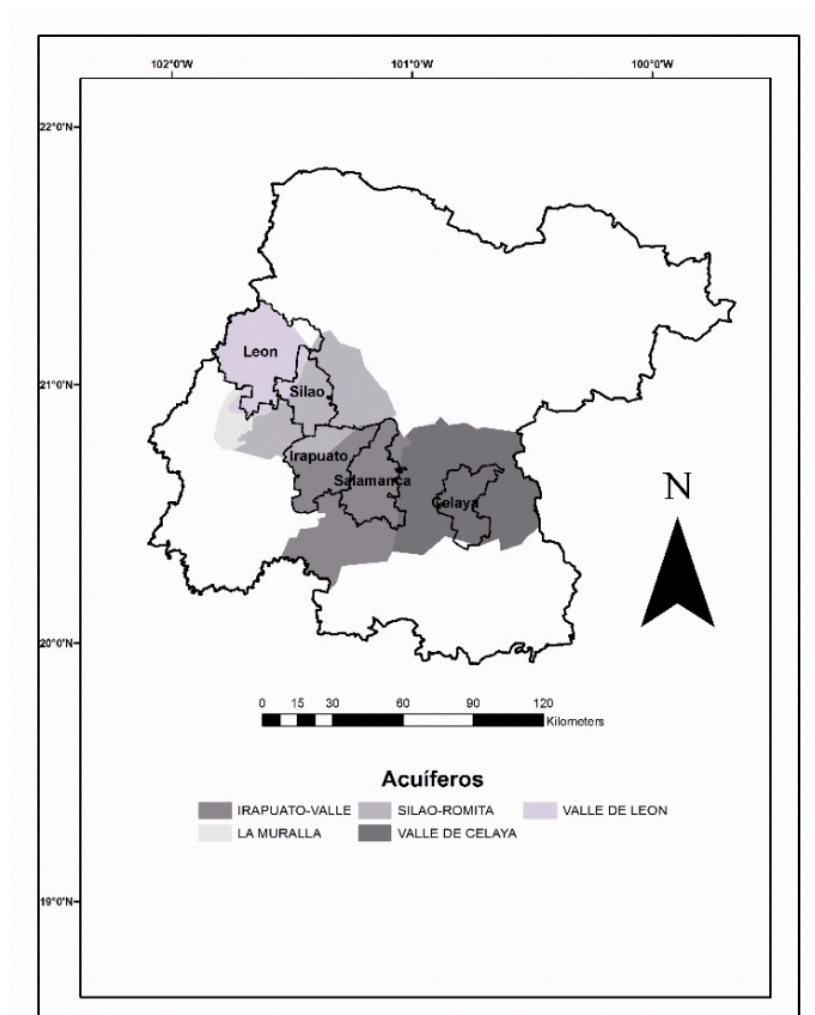 102°0'W 101°0'W 100°0'W
22°0'N
Leon
21°0'N
Silao
Irapuato
Salamanca
Celaya
N
20°0'N
0 15 30 60 90 120
Kilometers
Acuíferos
IRAPUATO-VALLE SILAO-ROMITA VALLE DE LEON
LA MURALLA VALLE DE CELAYA
19°0'N